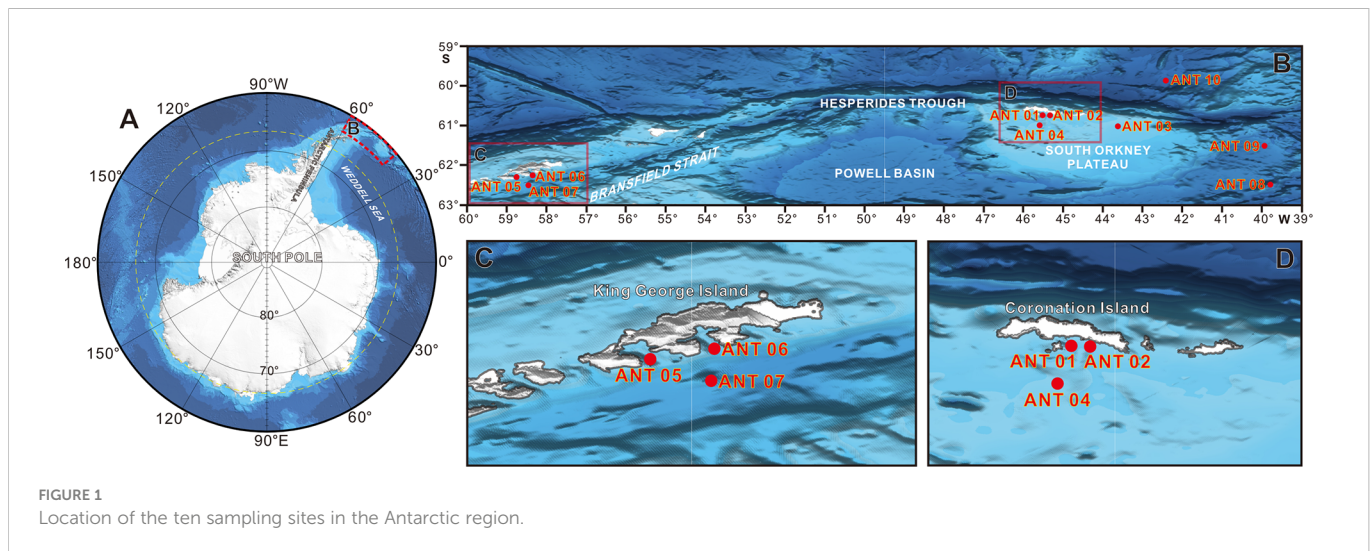 A
90°W
120°
60°
B
150°
30°
ANTARCTIC PENINSULA
WEDDELL SEA
180°
SOUTH POLE
0°
80°
150°
30°
70°
120°
60°
90°E
59°
S
60°
61°
62°
63°
B
ANT 10
D
HESPERIDES TROUGH
ANT 01
ANT 02
ANT 03
ANT 04
SOUTH ORKNEY
PLATEAU
ANT 09
C
BRANSFIELD STRAIT
POWELL BASIN
ANT 06
ANT 05
ANT 07
ANT 08
60° 59° 58° 57° 56° 55° 54° 53° 52° 51° 50° 49° 48° 47° 46° 45° 44° 43° 42° 41° 40° W 39°
C
King George Island
ANT 06
ANT 05
ANT 07
D
Coronation Island
ANT 01
ANT 02
ANT 04
FIGURE 1
Location of the ten sampling sites in the Antarctic region.